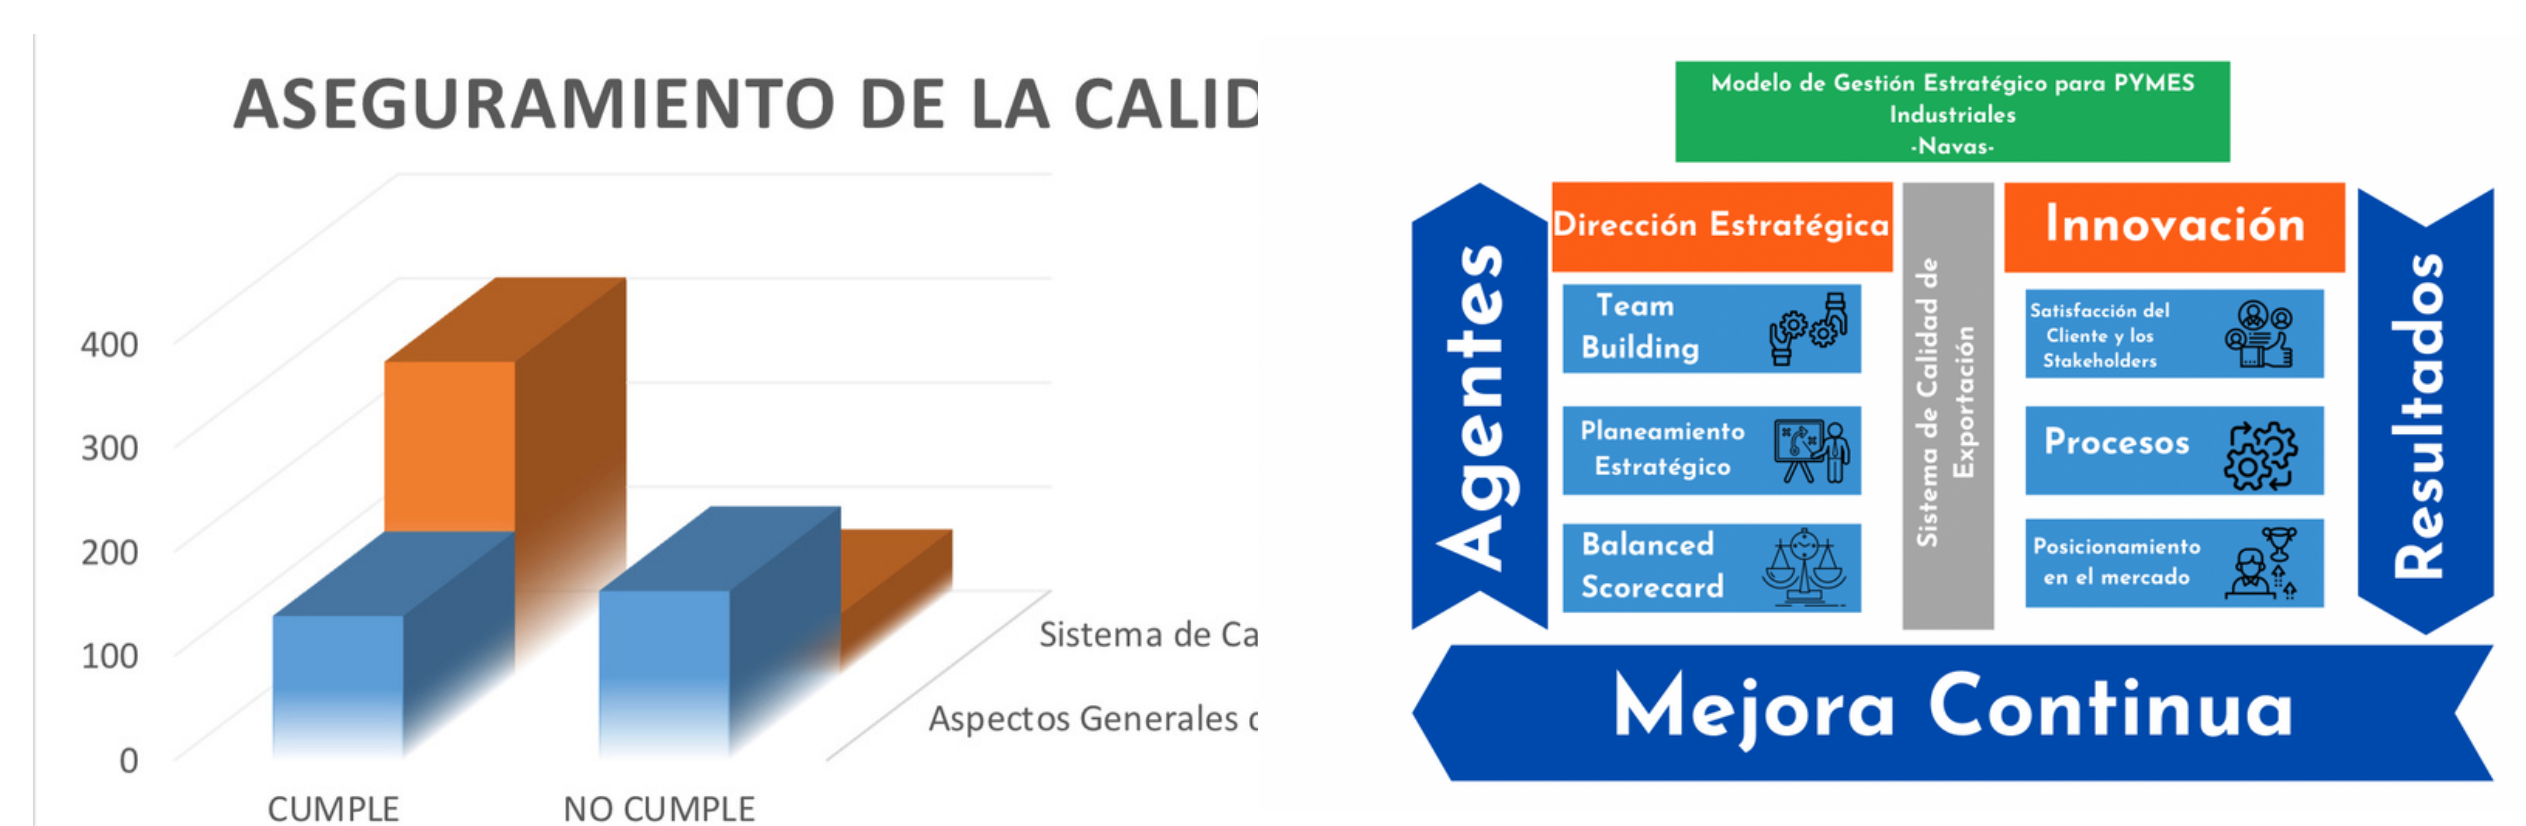 ASEGURAMIENTO DE LA CALID
400
300
200
100
0
Sistema de Ca
Aspectos Generales
CUMPLE
NO CUMPLE
Modelo de Gestión Estratégico para PYMES
Industriales
-Navas-
Agentes
Dirección Estratégica
Team
Building
Planeamiento
Estratégico
Balanced
Scorecard
Sistema de Calidad de
Exportación
Innovación
Satisfacción del
Cliente y los
Stakeholders
Procesos
Posicionamiento
en el mercado
Resultados
Mejora Continua